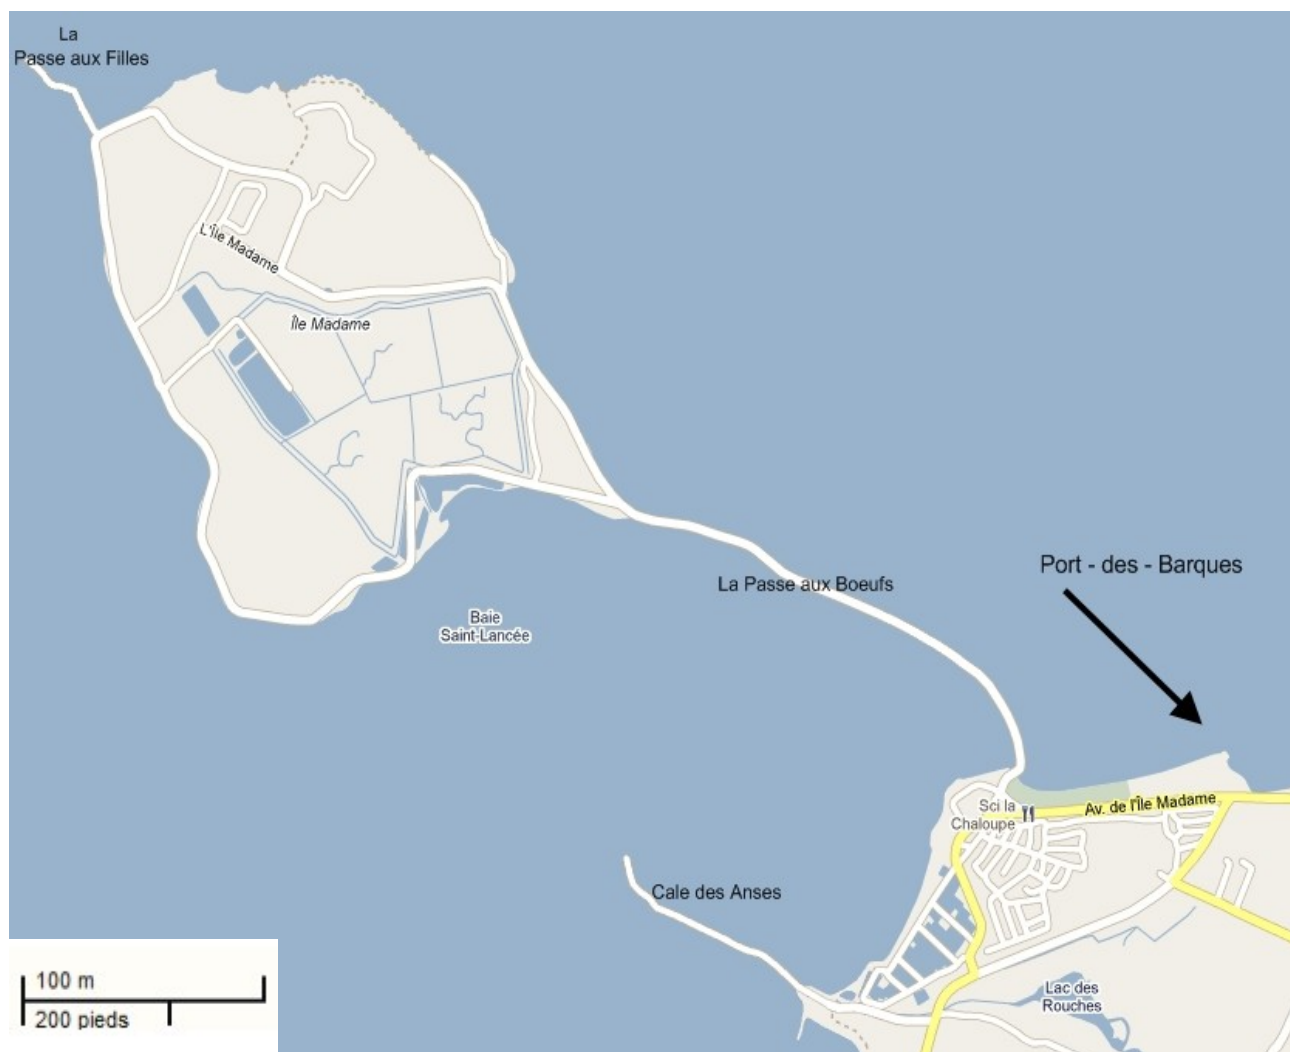 La
Passe aux Filles
L'Île Madame
Île Madame
Port - des - Barques
La Passe aux Boeufs
Baie
Saint-Lancée
Sci la
Chaloupe
Av. de l'Île Madame
Cale des Anses
Lac des
Rouches
100 m
200 pieds